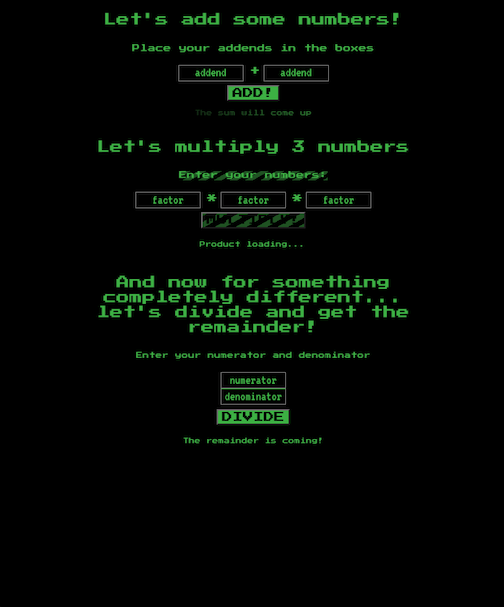 Let's add some numbers!
Place your addends in the boxes
addend + addend
ADD!
The sum will come up
Let's multiply 3 numbers
Enter your numbers:
factor * factor * factor
Product loading...
And now for something
completely different...
let's divide and get the
remainder!
Enter your numerator and denominator
numerator
denominator
DIVIDE
The remainder is coming!